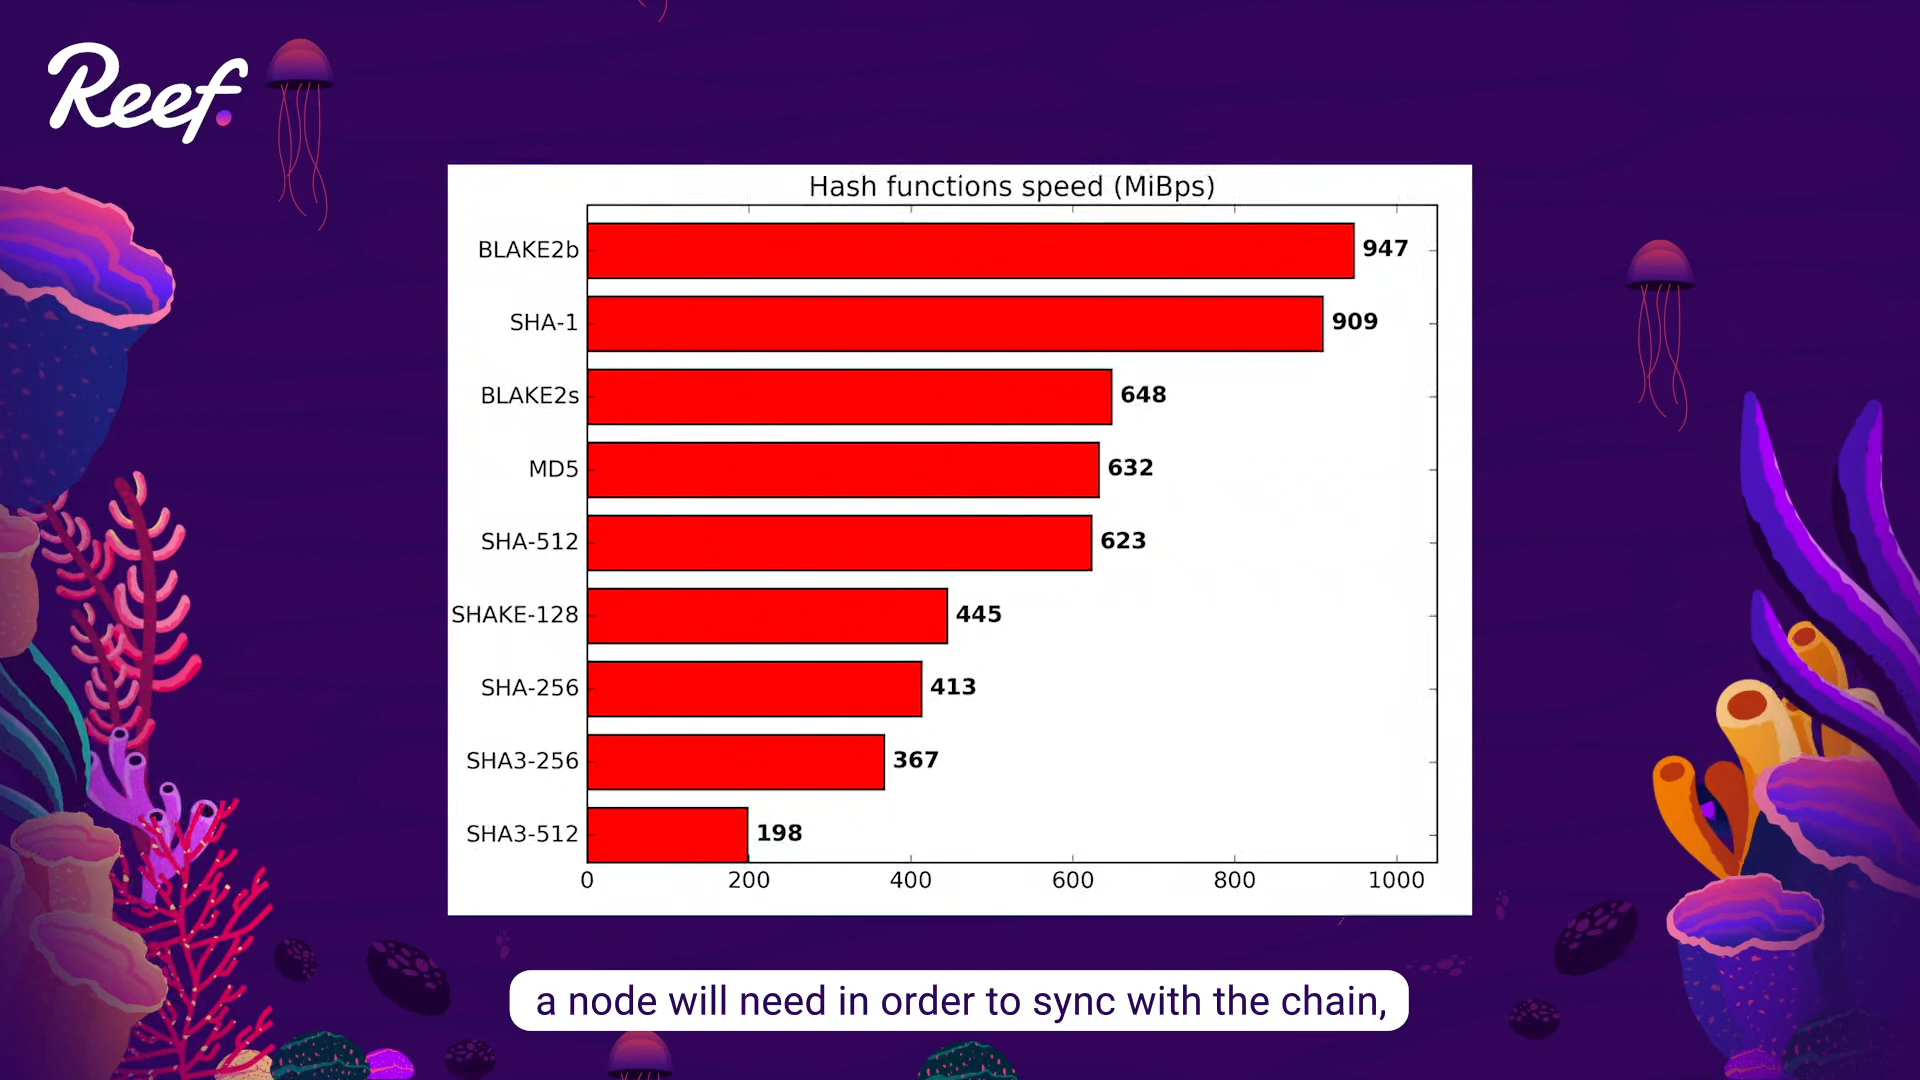 Reef.
Hash functions speed (MiBps)
BLAKE2b 947
SHA-1 909
BLAKE2s 648
MD5 632
SHA-512 623
SHAKE-128 445
SHA-256 413
SHA3-256 367
SHA3-512 198
0 200 400 600 800 1000
a node will need in order to sync with the chain,